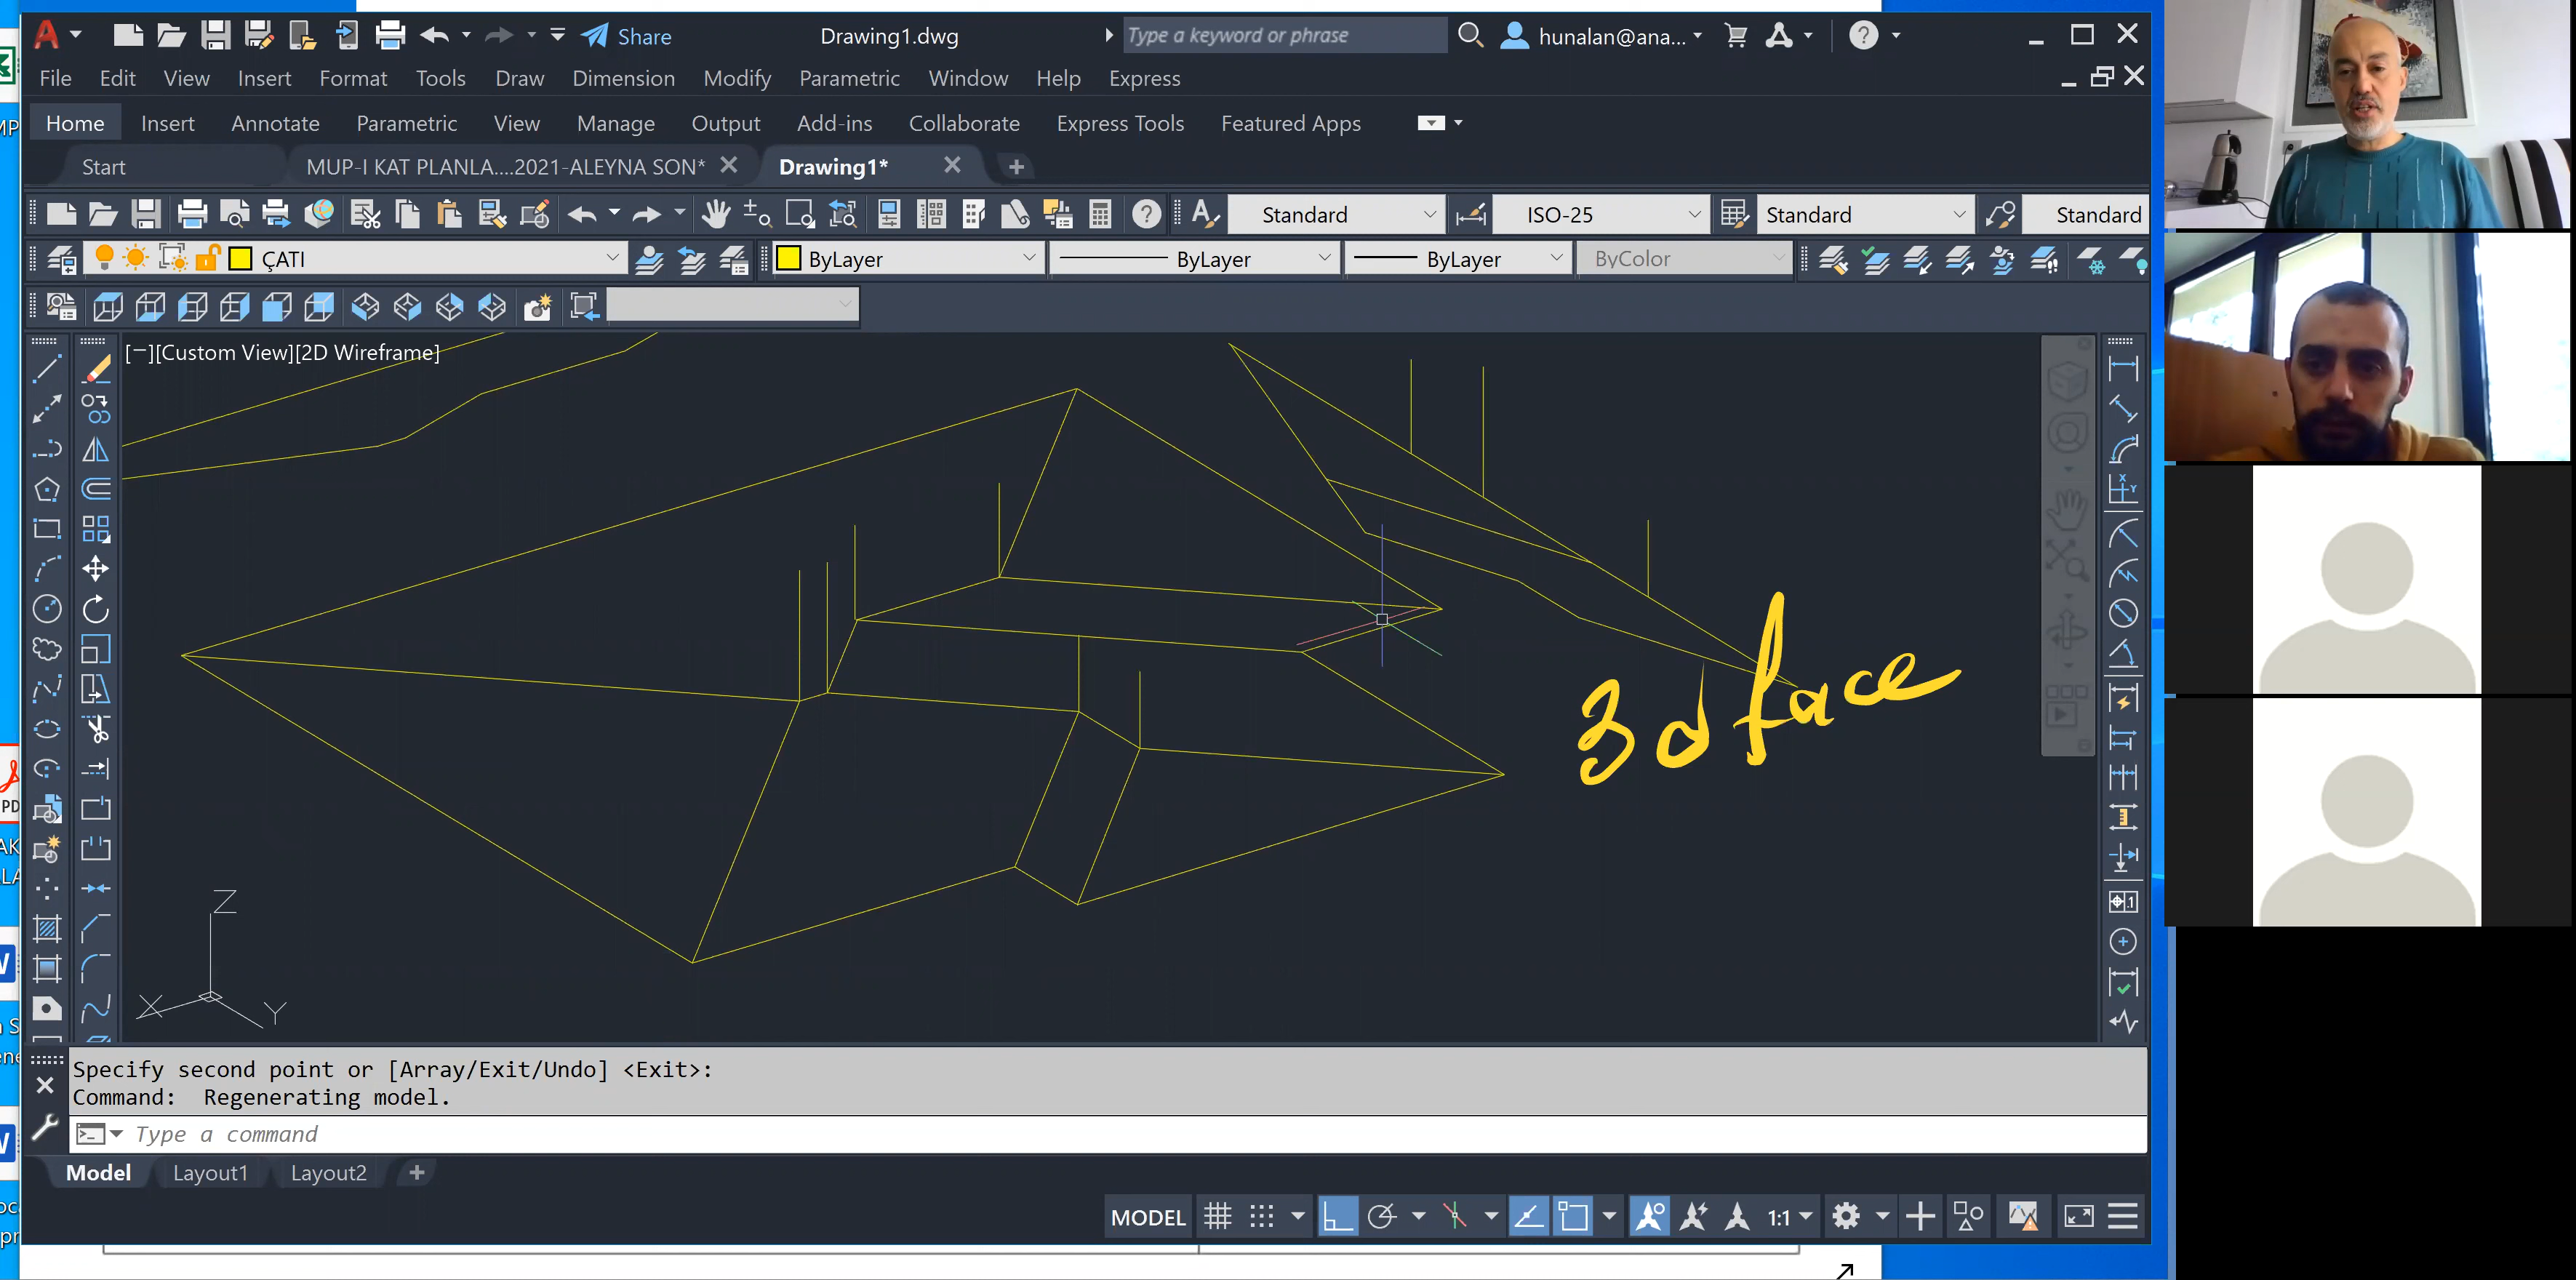 Share
Drawing1.dwg
Type a keyword or phrase
hunalan@ana...
File Edit View Insert Format Tools Draw Dimension Modify Parametric Window Help Express
Home Insert Annotate Parametric View Manage Output Add-ins Collaborate Express Tools Featured Apps
Start MUP-I KAT PLANLA....2021-ALEYNA SON* Drawing1*
Standard ISO-25 Standard Standard
ÇATI ByLayer ByLayer ByLayer ByColor
[−][Custom View][2D Wireframe]
3d face
Z
X Y
Specify second point or [Array/Exit/Undo] <Exit>:
Command: Regenerating model.
Type a command
Model Layout1 Layout2
MODEL 1:1